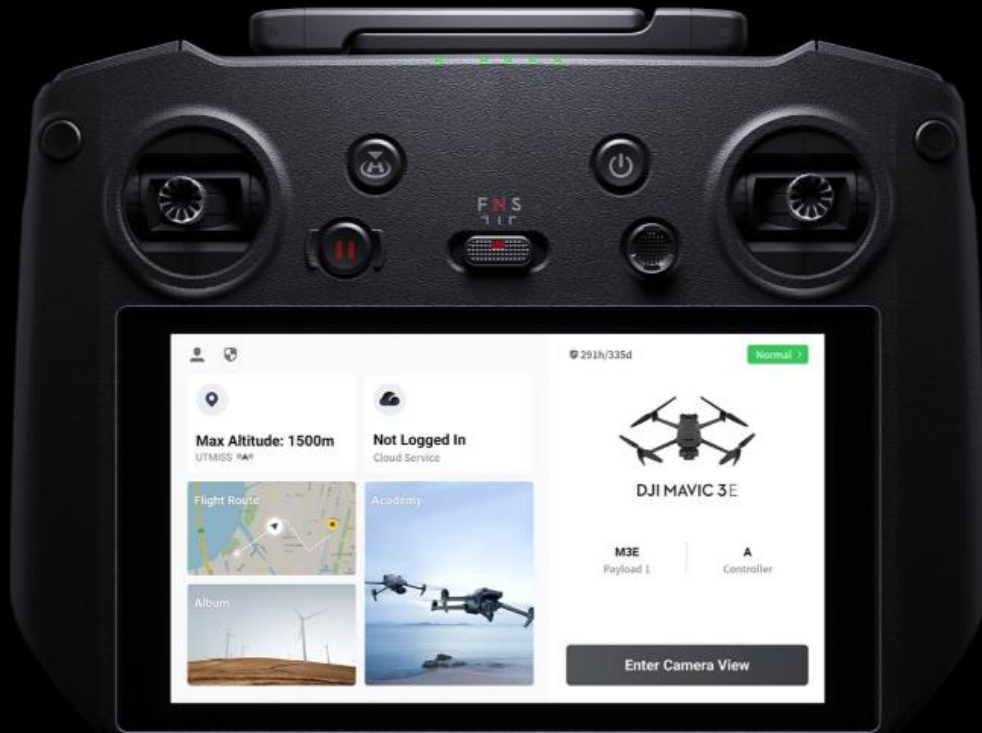 F N S
291h/335d
Normal >
Max Altitude: 1500m
UTMISS
Not Logged In
Cloud Service
Flight Route
Academy
Album
DJI MAVIC 3E
M3E
Payload 1
A
Controller
Enter Camera View